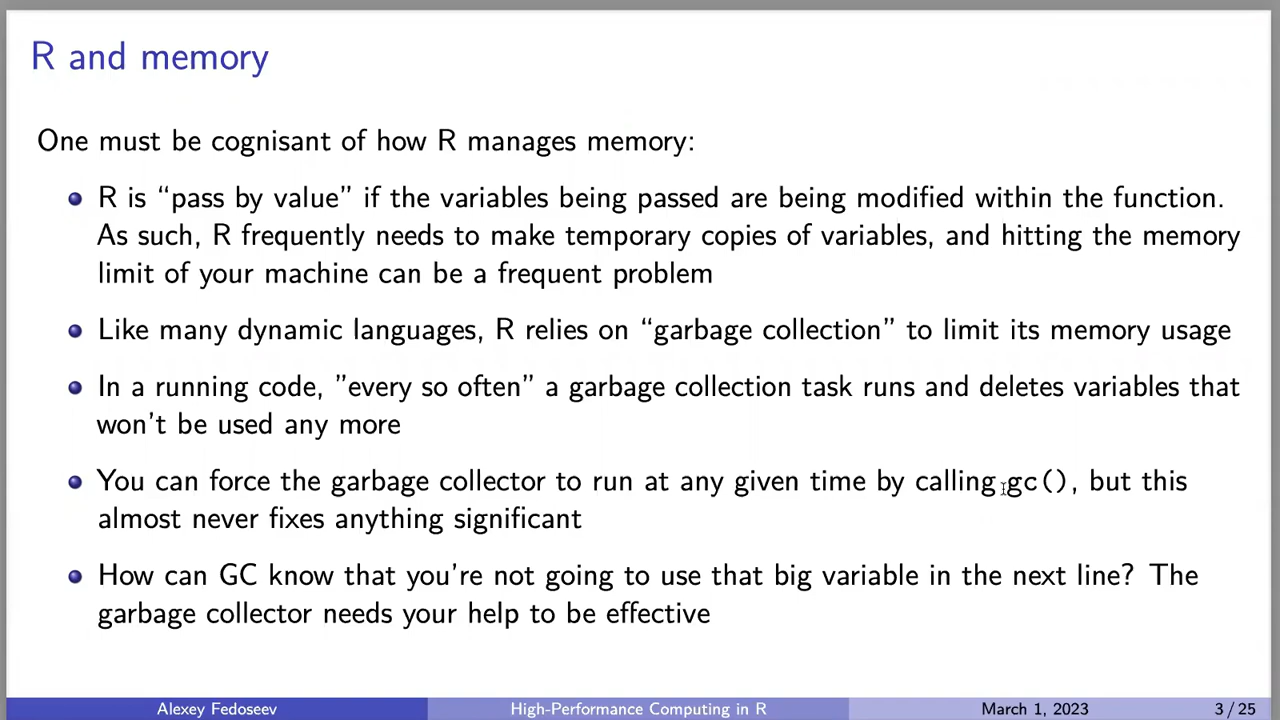 R and memory
One must be cognisant of how R manages memory:
R is “pass by value” if the variables being passed are being modified within the function.
As such, R frequently needs to make temporary copies of variables, and hitting the memory
limit of your machine can be a frequent problem
Like many dynamic languages, R relies on “garbage collection” to limit its memory usage
In a running code, ”every so often” a garbage collection task runs and deletes variables that
won’t be used any more
You can force the garbage collector to run at any given time by calling gc(), but this
almost never fixes anything significant
How can GC know that you’re not going to use that big variable in the next line? The
garbage collector needs your help to be effective
Alexey Fedoseev High-Performance Computing in R March 1, 2023 3 / 25